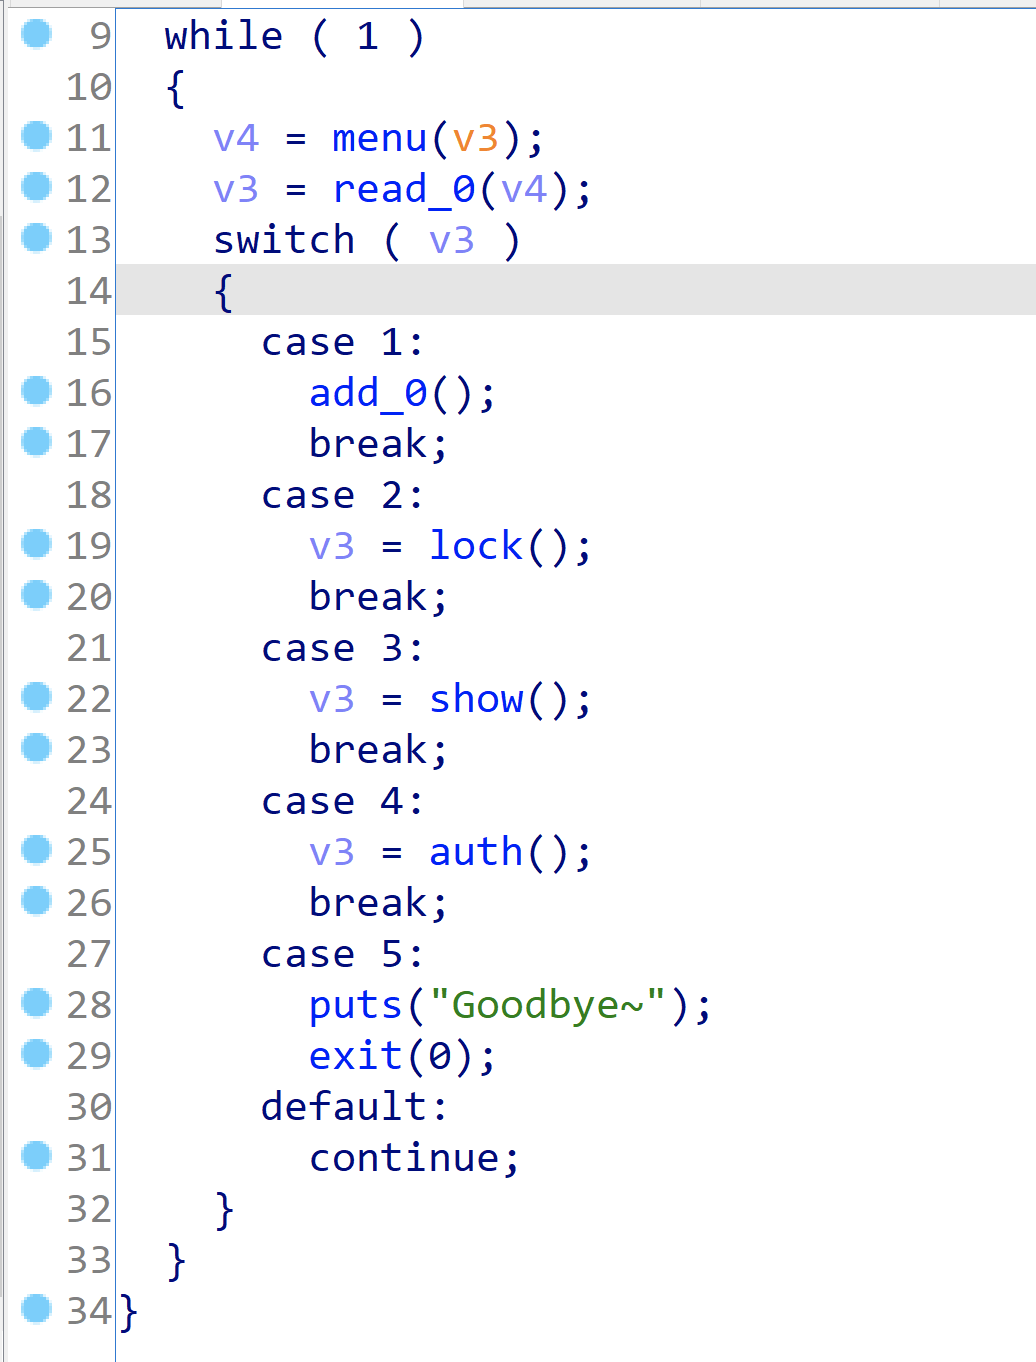 9 while ( 1 )
10 {
11 v4 = menu(v3);
12 v3 = read_0(v4);
13 switch ( v3 )
14 {
15 case 1:
16 add_0();
17 break;
18 case 2:
19 v3 = lock();
20 break;
21 case 3:
22 v3 = show();
23 break;
24 case 4:
25 v3 = auth();
26 break;
27 case 5:
28 puts("Goodbye~");
29 exit(0);
30 default:
31 continue;
32 }
33 }
34 }